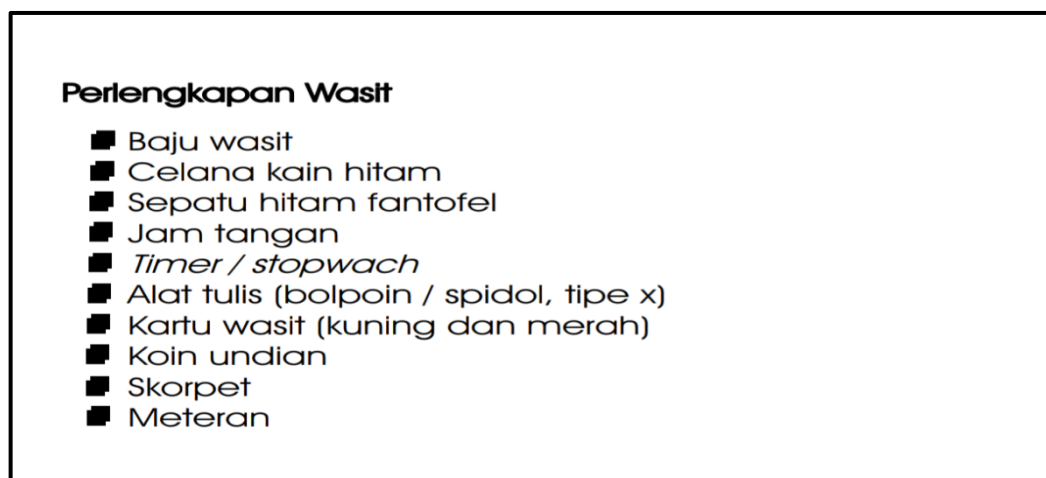 Perlengkapan Wasit
Baju wasit
Celana kain hitam
Sepatu hitam fantofel
Jam tangan
Timer / stopwach
Alat tulis (bolpoin / spidol, tipe x)
Kartu wasit (kuning dan merah)
Koin undian
Skorpet
Meteran